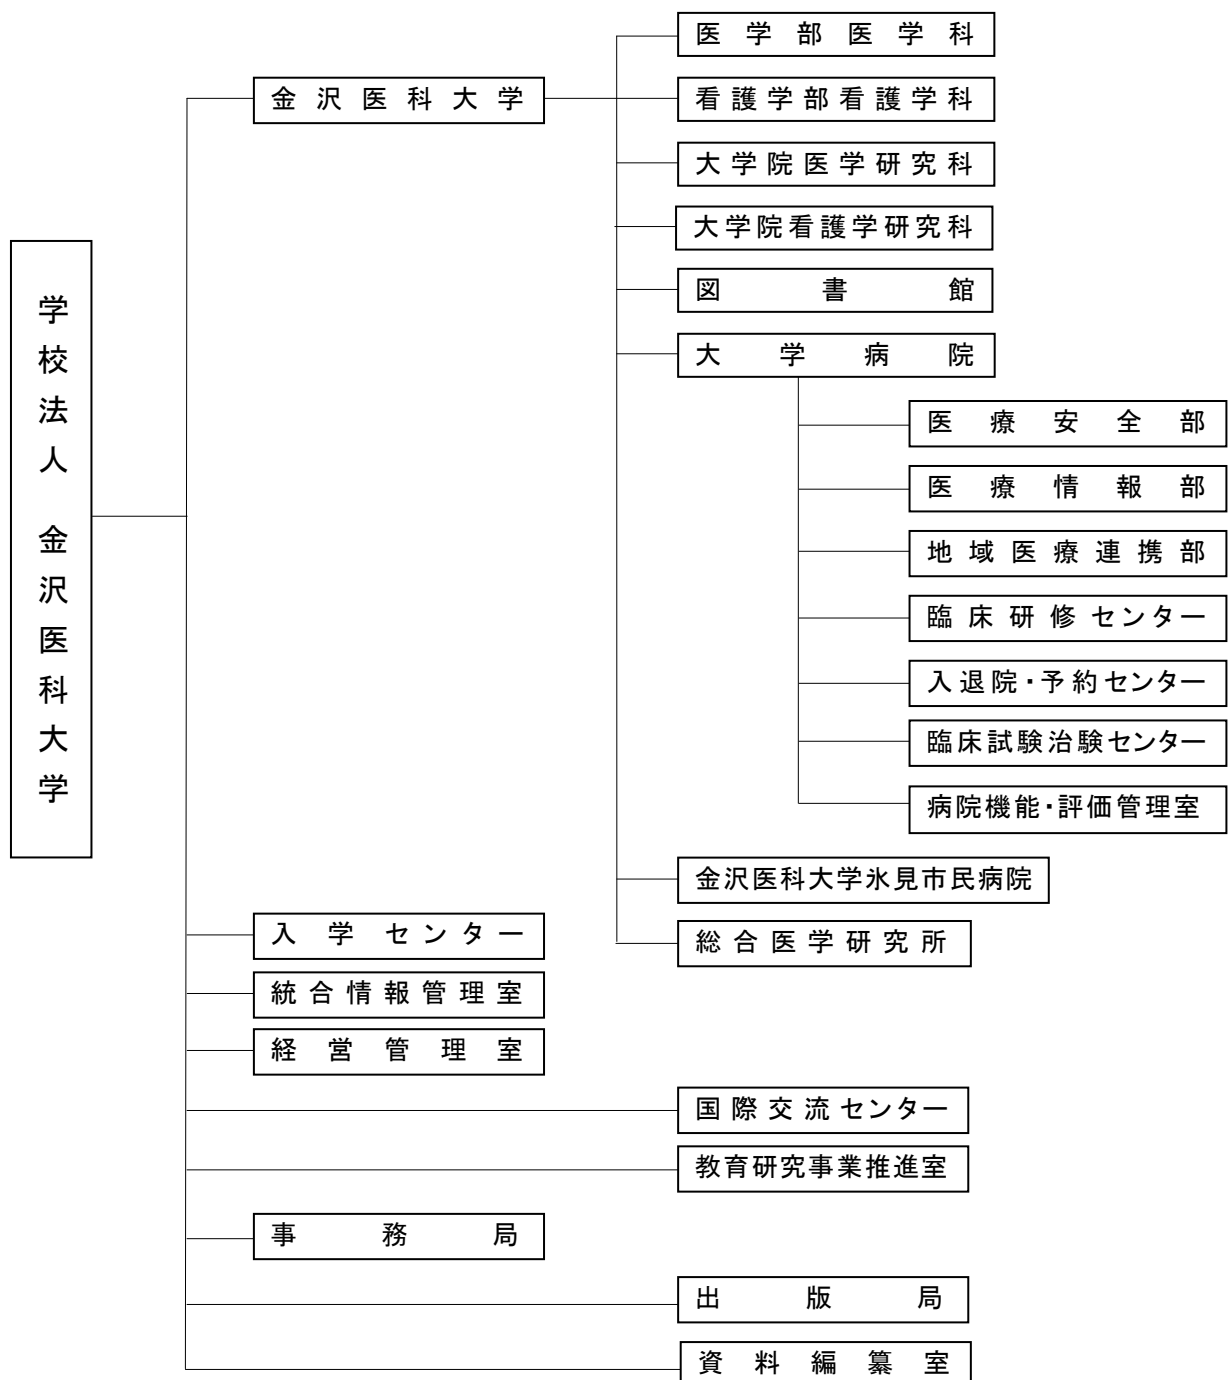 学校法人 金沢医科大学
金沢医科大学
医学部医学科
看護学部看護学科
大学院医学研究科
大学院看護学研究科
図書館
大学病院
医療安全部
医療情報部
地域医療連携部
臨床研修センター
入退院・予約センター
臨床試験治験センター
病院機能・評価管理室
金沢医科大学氷見市民病院
総合医学研究所
入学センター
統合情報管理室
経営管理室
国際交流センター
教育研究事業推進室
事務局
出版局
資料編纂室